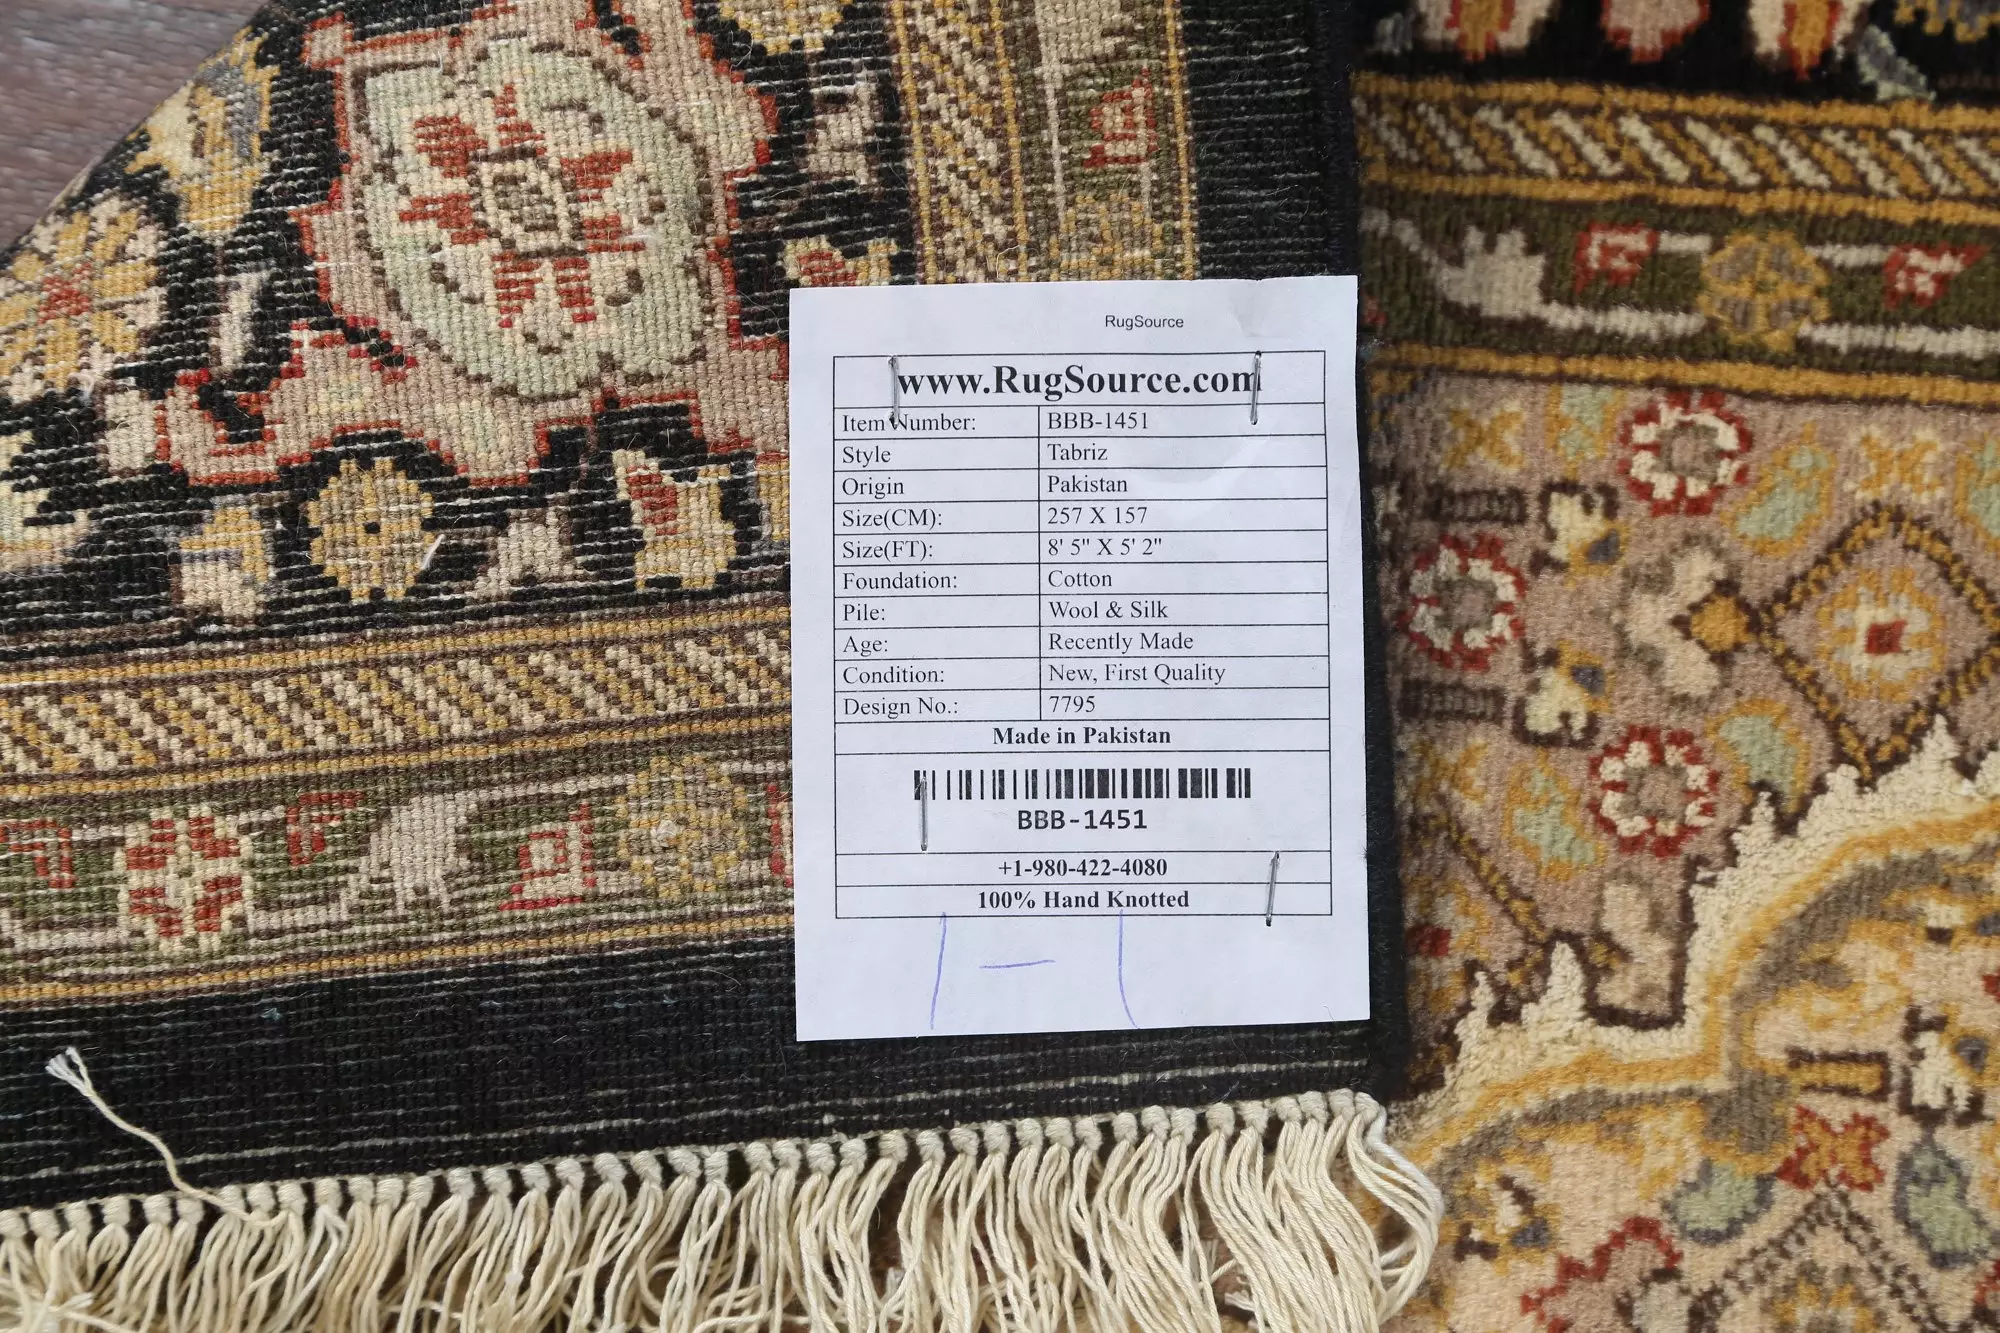 RugSource
www.RugSource.com
Item Number: BBB-1451
Style Tabriz
Origin Pakistan
Size(CM): 257 X 157
Size(FT): 8' 5" X 5' 2"
Foundation: Cotton
Pile: Wool & Silk
Age: Recently Made
Condition: New, First Quality
Design No.: 7795
Made in Pakistan
BBB-1451
+1-980-422-4080
100% Hand Knotted
1-1